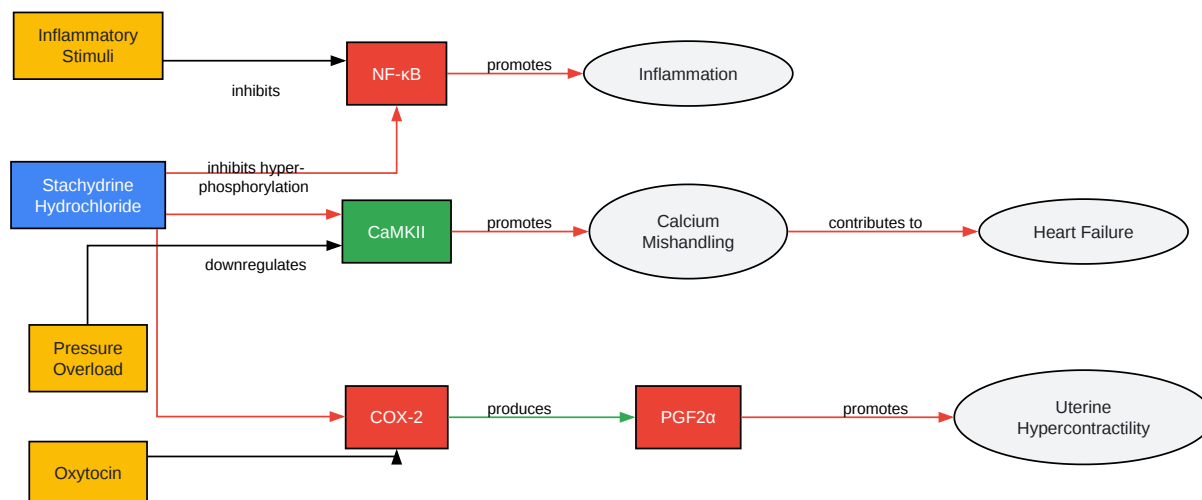 Inflammatory
Stimuli
inhibits
NF-κB
promotes
Inflammation
Stachydrine
Hydrochloride
inhibits hyper-
phosphorylation
CaMKII
promotes
Calcium
Mishandling
contributes to
Heart Failure
downregulates
Pressure
Overload
COX-2
produces
PGF2α
promotes
Uterine
Hypercontractility
Oxytocin